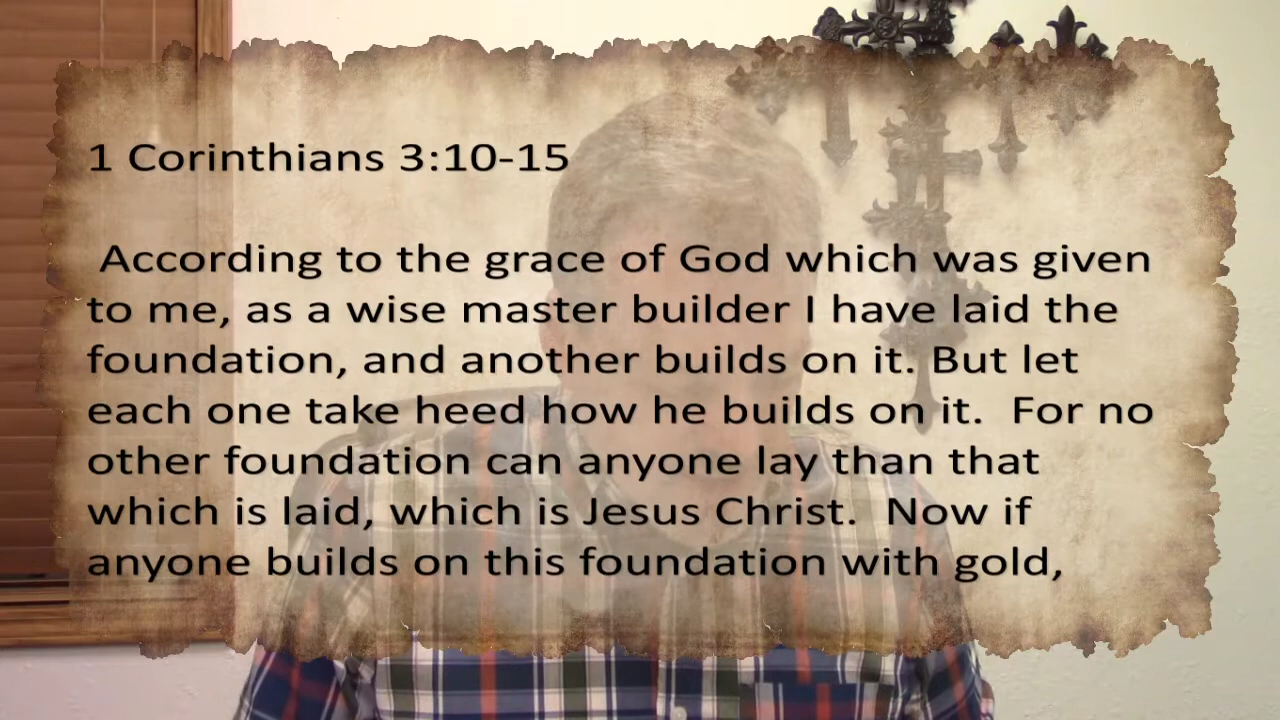 1 Corinthians 3:10-15
According to the grace of God which was given
to me, as a wise master builder I have laid the
foundation, and another builds on it. But let
each one take heed how he builds on it. For no
other foundation can anyone lay than that
which is laid, which is Jesus Christ. Now if
anyone builds on this foundation with gold,